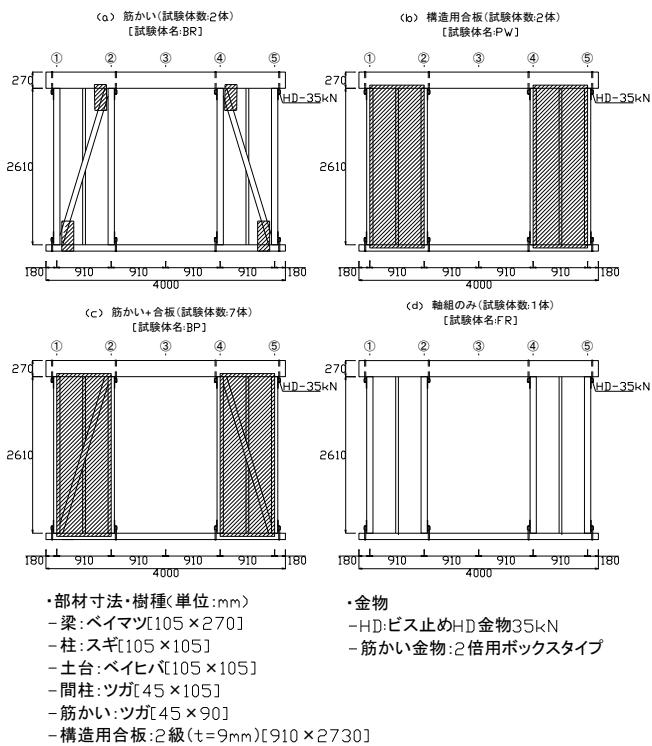 (a) 筋かい(試験体数:2体)
[試験体名:BR]
① ② ③ ④ ⑤
270
HD-35kN
2610
180 910 910 910 910 180
4000
(b) 構造用合板(試験体数:2体)
[試験体名:PW]
① ② ③ ④ ⑤
270
HD-35kN
2610
180 910 910 910 910 180
4000
(c) 筋かい+合板(試験体数:7体)
[試験体名:BP]
① ② ③ ④ ⑤
270
HD-35kN
2610
180 910 910 910 910 180
4000
(d) 軸組のみ(試験体数:1体)
[試験体名:FR]
① ② ③ ④ ⑤
270
HD-35kN
2610
180 910 910 910 910 180
4000
・部材寸法・樹種(単位:mm)
-梁:ベイマツ[105×270]
-柱:スギ[105×105]
-土台:ベイヒバ[105×105]
-間柱:ツガ[45×105]
-筋かい:ツガ[45×90]
-構造用合板:2級(t=9mm)[910×2730]
・金物
-HD:ビス止めHD金物35kN
-筋かい金物:2倍用ボックスタイプ